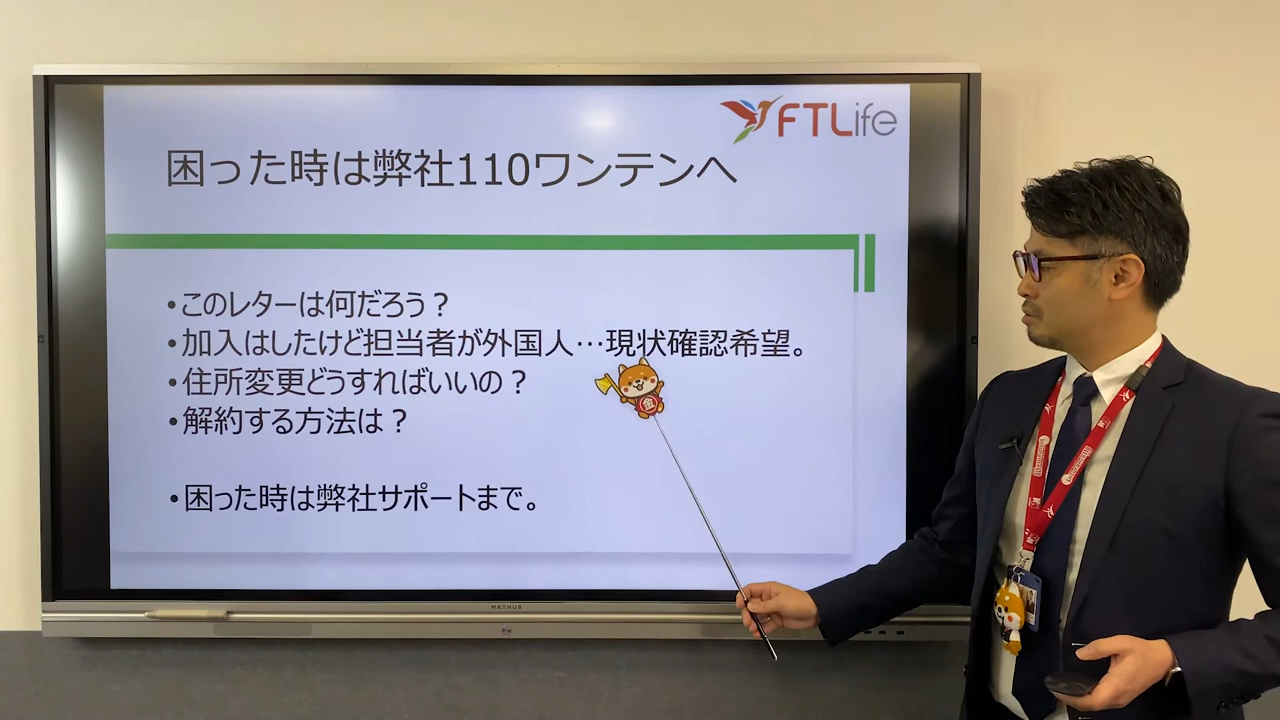 FTLife
困った時は弊社110ワンテンへ
•このレターは何だろう？
•加入はしたけど担当者が外国人…現状確認希望。
•住所変更どうすればいいの？
•解約する方法は？
•困った時は弊社サポートまで。
金
MAXHUB